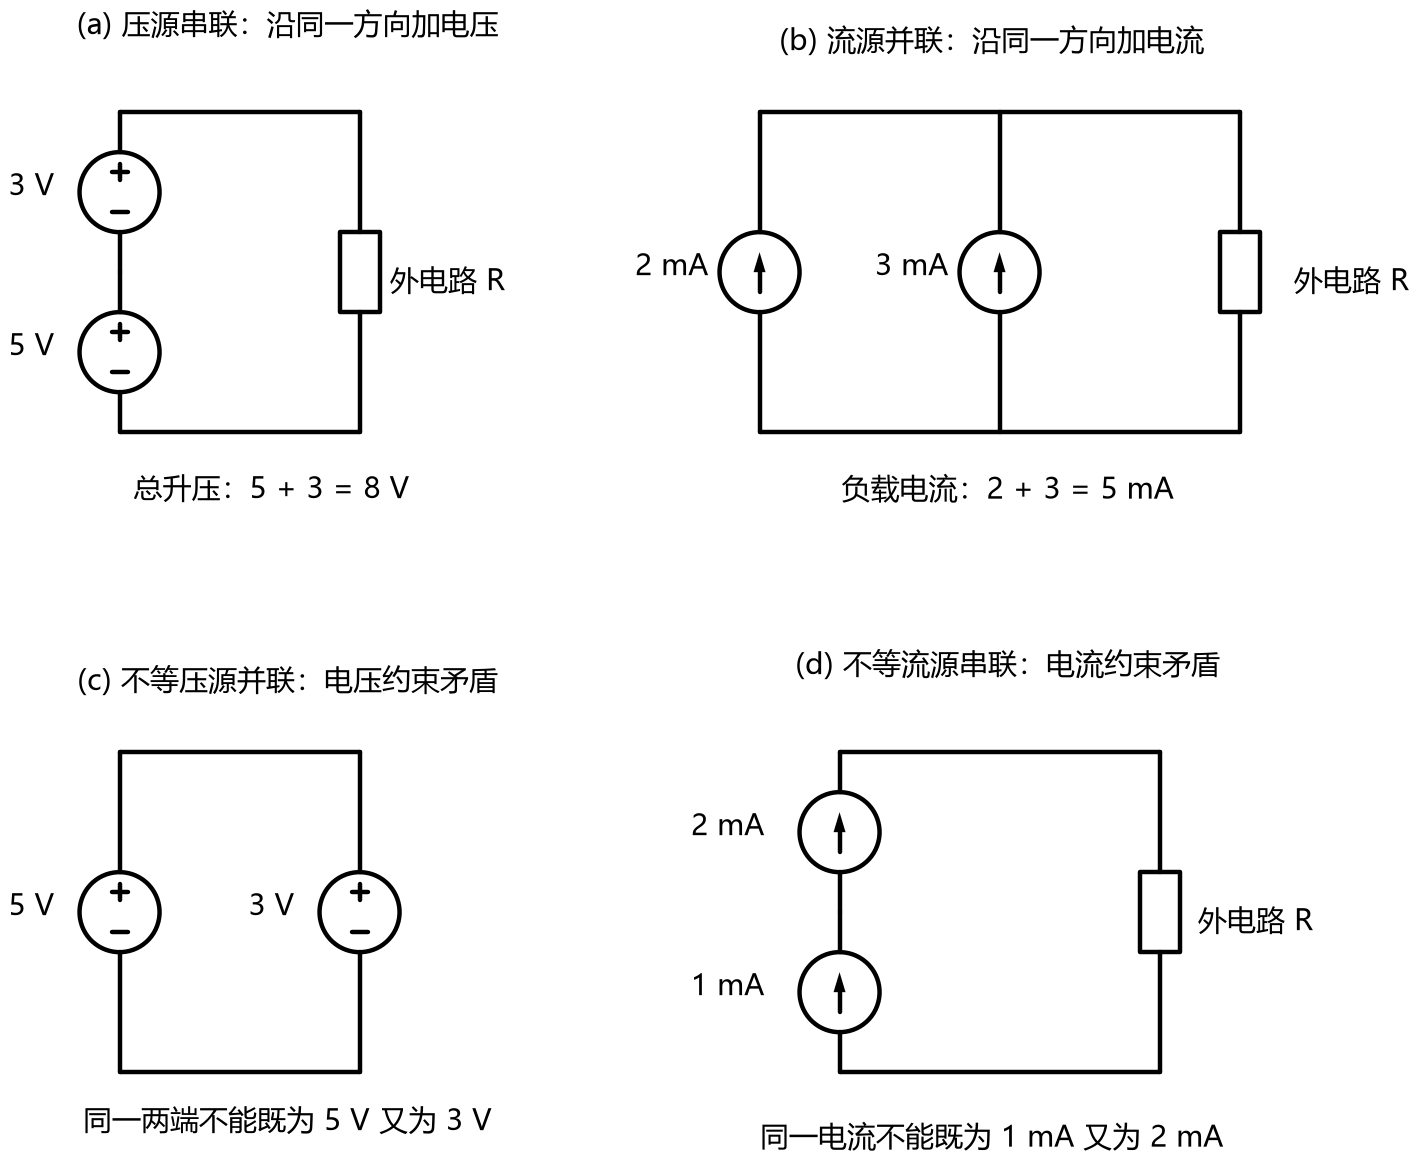 (a) 压源串联：沿同一方向加电压
3 V
5 V
外电路 R
总升压：5 + 3 = 8 V
(b) 流源并联：沿同一方向加电流
2 mA
3 mA
外电路 R
负载电流：2 + 3 = 5 mA
(c) 不等压源并联：电压约束矛盾
5 V
3 V
同一两端不能既为 5 V 又为 3 V
(d) 不等流源串联：电流约束矛盾
2 mA
1 mA
外电路 R
同一电流不能既为 1 mA 又为 2 mA